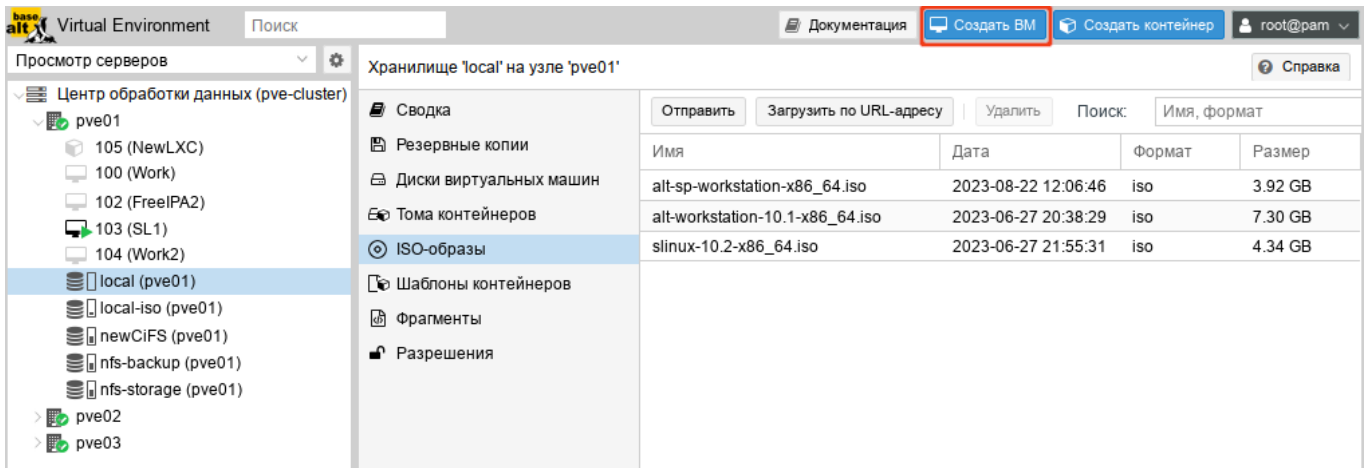 base alt Virtual Environment Поиск Документация Создать ВМ Создать контейнер root@pam
Просмотр серверов
Центр обработки данных (pve-cluster)
pve01
105 (NewLXC)
100 (Work)
102 (FreeIPA2)
103 (SL1)
104 (Work2)
local (pve01)
local-iso (pve01)
newCiFS (pve01)
nfs-backup (pve01)
nfs-storage (pve01)
pve02
pve03
Хранилище 'local' на узле 'pve01' Справка
Сводка
Резервные копии
Диски виртуальных машин
Тома контейнеров
ISO-образы
Шаблоны контейнеров
Фрагменты
Разрешения
Отправить Загрузить по URL-адресу Удалить Поиск: Имя, формат
Имя Дата Формат Размер
alt-sp-workstation-x86_64.iso 2023-08-22 12:06:46 iso 3.92 GB
alt-workstation-10.1-x86_64.iso 2023-06-27 20:38:29 iso 7.30 GB
slinux-10.2-x86_64.iso 2023-06-27 21:55:31 iso 4.34 GB